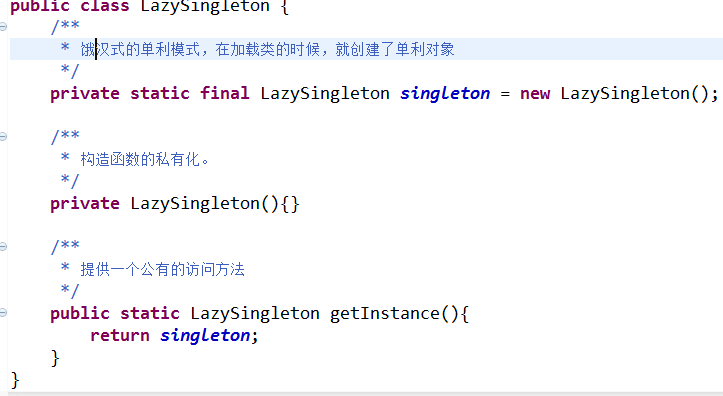 public class LazySingleton {
/**
* 饿汉式的单利模式，在加载类的时候，就创建了单利对象
*/
private static final LazySingleton singleton = new LazySingleton();
/**
* 构造函数的私有化。
*/
private LazySingleton(){}
/**
* 提供一个公有的访问方法
*/
public static LazySingleton getInstance(){
return singleton;
}
}